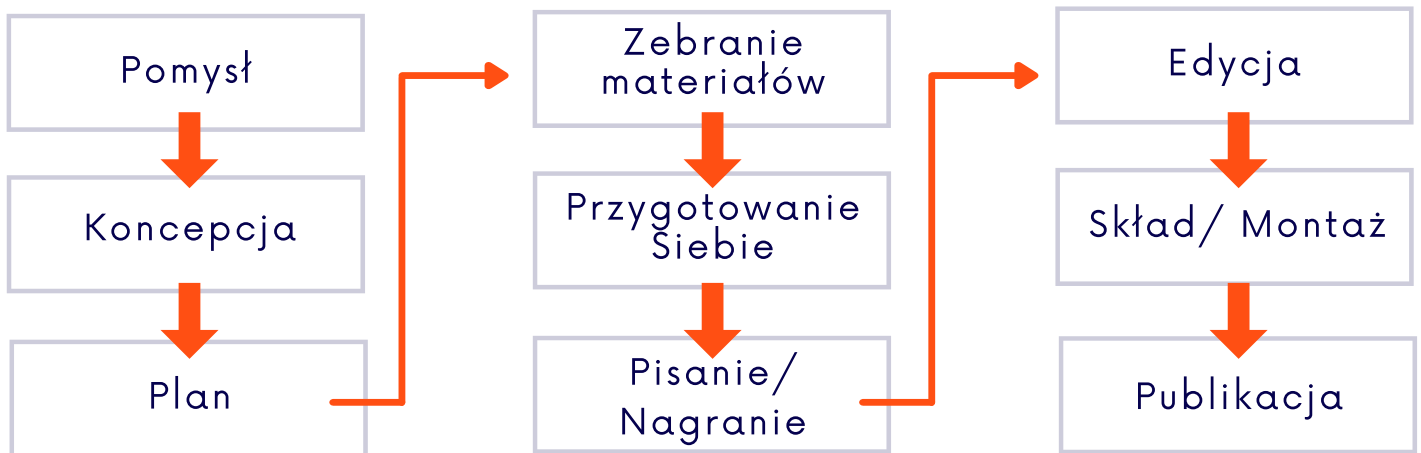 Pomysł
Koncepcja
Plan
Zebranie
materiałów
Przygotowanie
Siebie
Pisanie/
Nagranie
Edycja
Skład/ Montaż
Publikacja